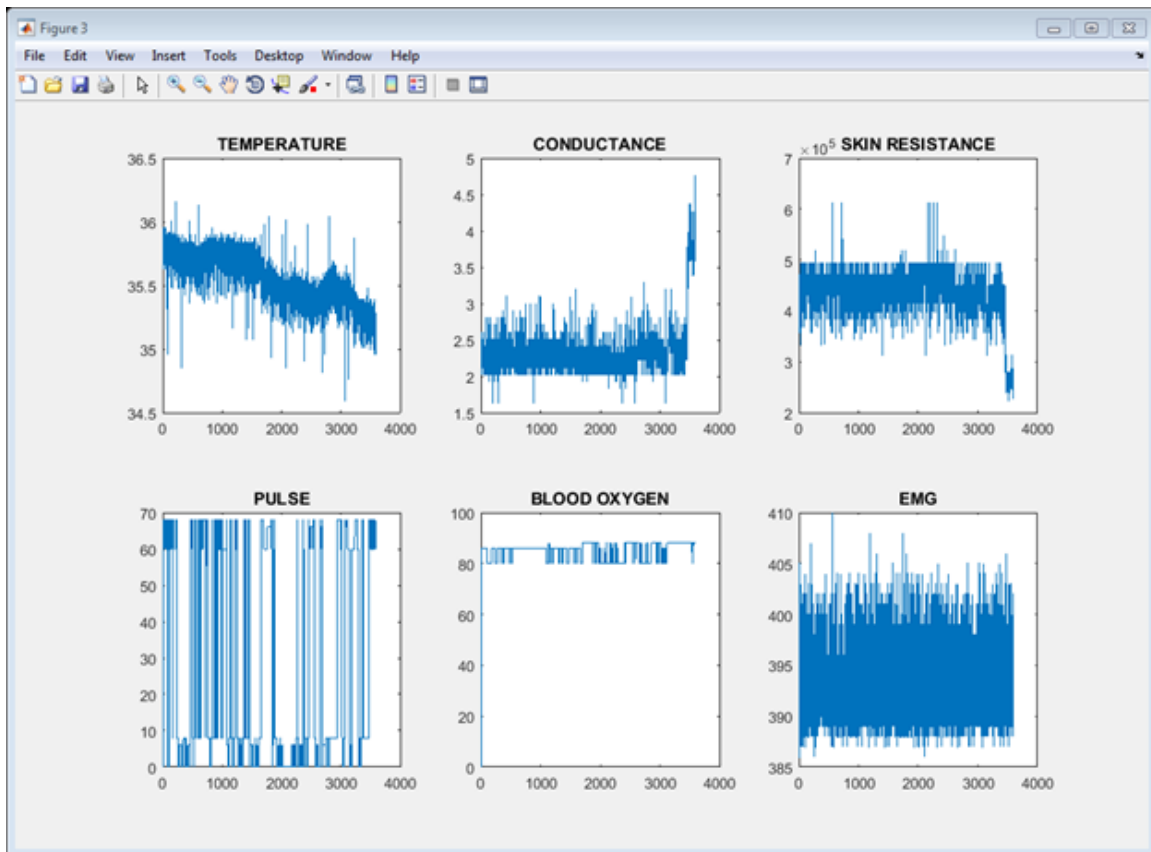 Figure 3
File Edit View Insert Tools Desktop Window Help
TEMPERATURE
36.5
36
35.5
35
34.5
0 1000 2000 3000 4000
CONDUCTANCE
5
4.5
4
3.5
3
2.5
2
1.5
0 1000 2000 3000 4000
×10⁵ SKIN RESISTANCE
7
6
5
4
3
2
0 1000 2000 3000 4000
PULSE
70
60
50
40
30
20
10
0
0 1000 2000 3000 4000
BLOOD OXYGEN
100
80
60
40
20
0
0 1000 2000 3000 4000
EMG
410
405
400
395
390
385
0 1000 2000 3000 4000